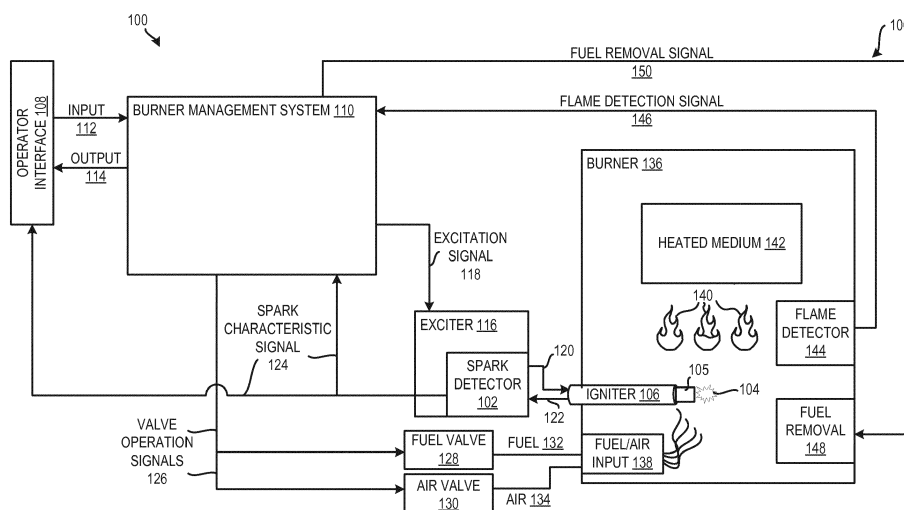 100
100
FUEL REMOVAL SIGNAL
150
FLAME DETECTION SIGNAL
146
OPERATOR
INTERFACE 108
INPUT
112
OUTPUT
114
BURNER MANAGEMENT SYSTEM 110
BURNER 136
HEATED MEDIUM 142
EXCITATION
SIGNAL
118
140
FLAME
DETECTOR
144
SPARK
CHARACTERISTIC
SIGNAL
124
EXCITER 116
SPARK
DETECTOR
102
120
122
IGNITER 106
105
104
VALVE
OPERATION
SIGNALS
126
FUEL VALVE
128
FUEL 132
AIR VALVE
130
AIR 134
FUEL/AIR
INPUT 138
FUEL
REMOVAL
148